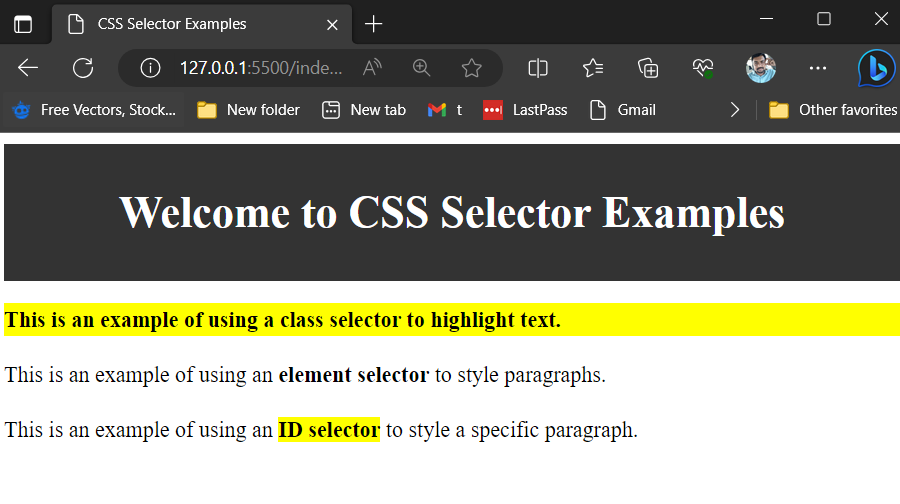 CSS Selector Examples
127.0.0.1:5500/inde...
Free Vectors, Stock... New folder New tab t LastPass Gmail Other favorites
Welcome to CSS Selector Examples
This is an example of using a class selector to highlight text.
This is an example of using an element selector to style paragraphs.
This is an example of using an ID selector to style a specific paragraph.